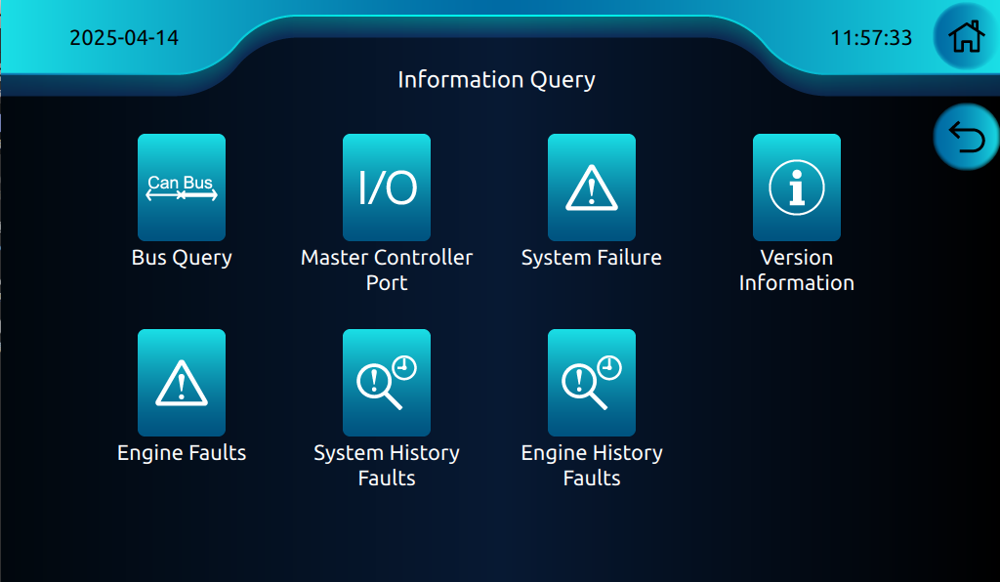 2025-04-14
11:57:33
Information Query
Can Bus
I/O
Bus Query
Master Controller
Port
System Failure
Version
Information
Engine Faults
System History
Faults
Engine History
Faults